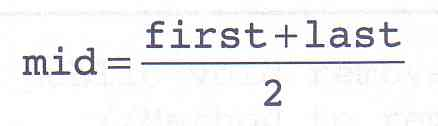 mid = first+last
2